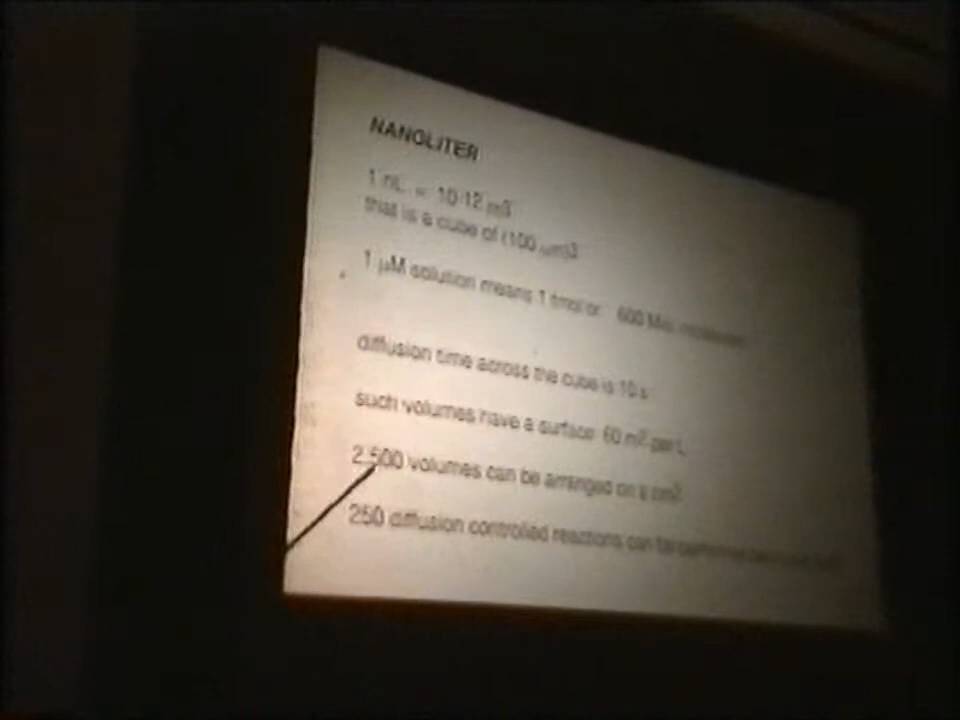 NANOLITER
1 nL = 10-12 m3
that is a cube of (100 µm)3
1 µM solution means 1 fmol or 600
diffusion time across the cube is 10 s
such volumes have a surface 60 m2 per L
2.500 volumes can be arranged on a cm2
250 diffusion controlled reactions can be